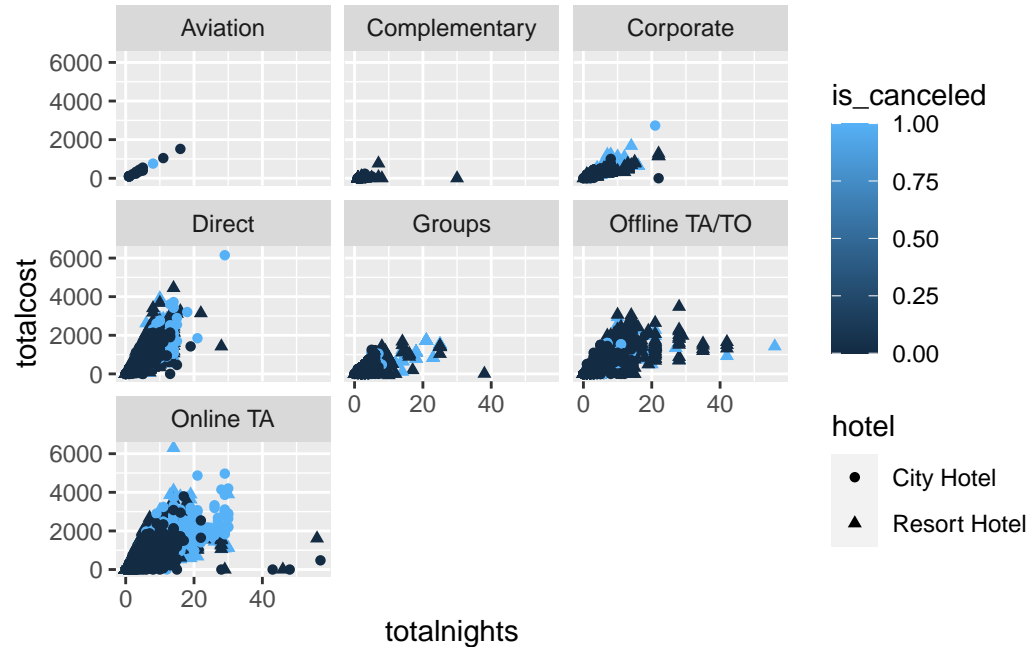 Aviation
Complementary
Corporate
6000
4000
2000
0
Direct
Groups
Offline TA/TO
6000
4000
2000
0
0
20
40
0
20
40
Online TA
6000
4000
2000
0
0
20
40
totalnights
totalcost
is_canceled
1.00
0.75
0.50
0.25
0.00
hotel
City Hotel
Resort Hotel